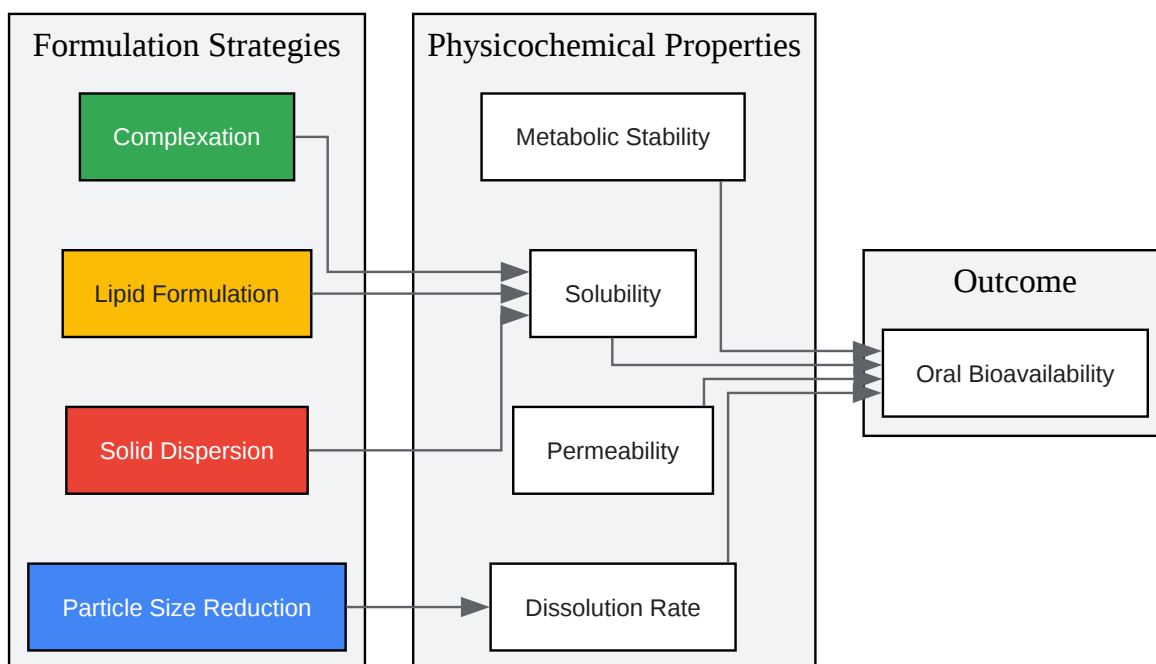 Formulation Strategies
Complexation
Lipid Formulation
Solid Dispersion
Particle Size Reduction
Physicochemical Properties
Metabolic Stability
Solubility
Permeability
Dissolution Rate
Outcome
Oral Bioavailability